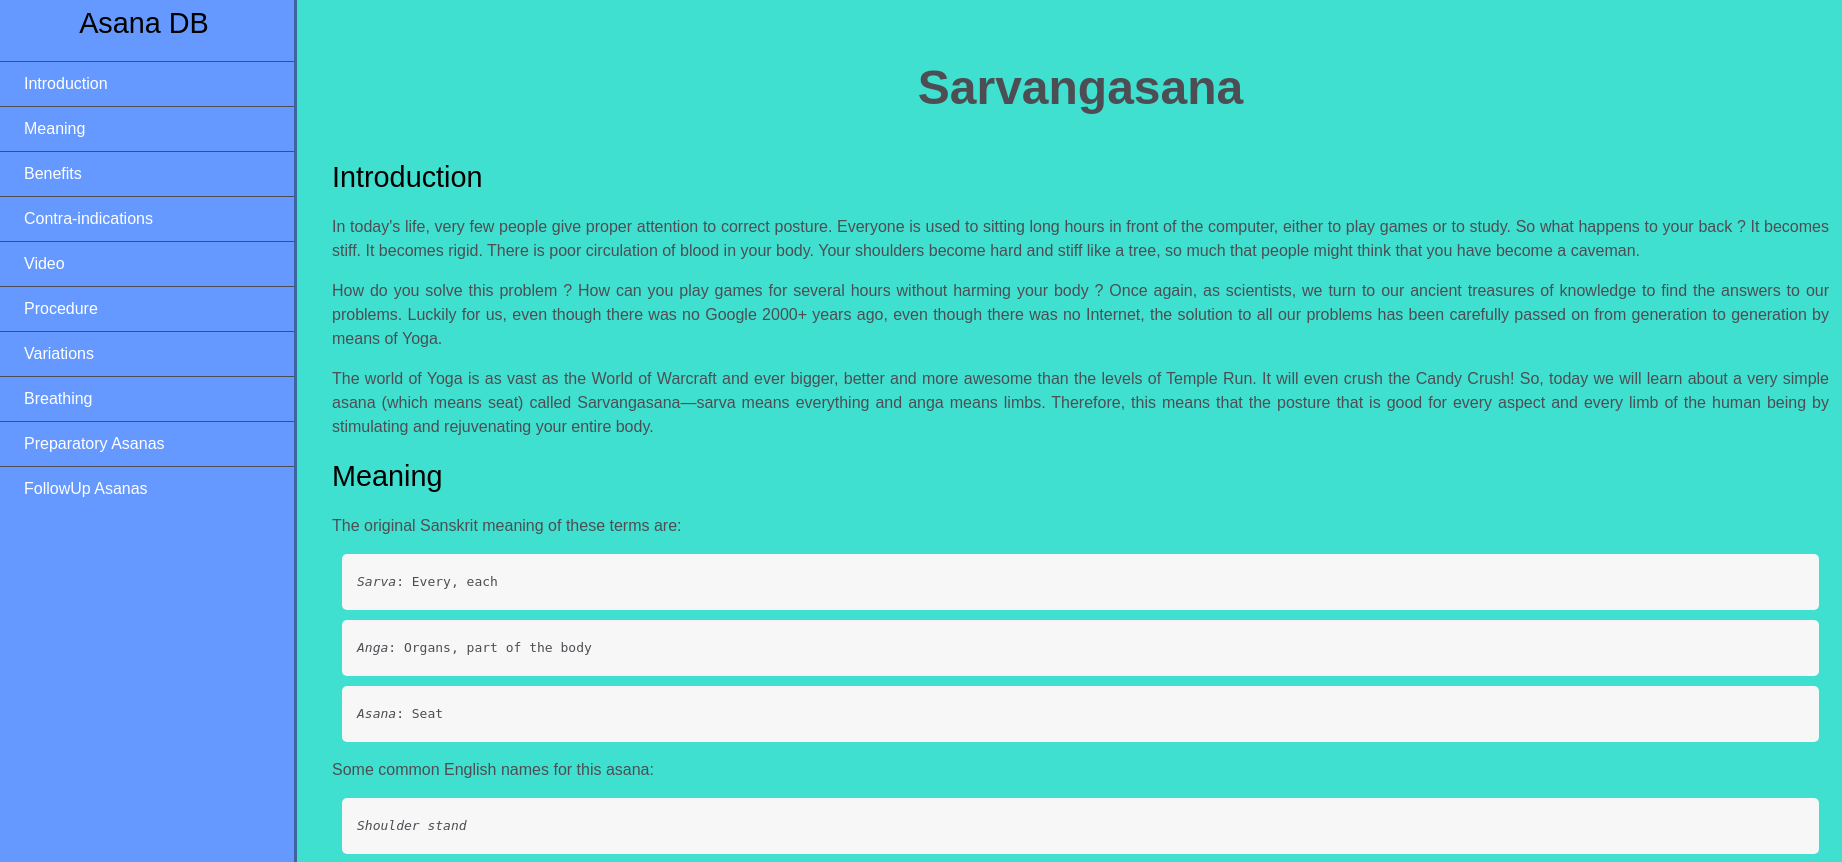 Asana DB
Introduction
Meaning
Benefits
Contra-indications
Video
Procedure
Variations
Breathing
Preparatory Asanas
FollowUp Asanas
Sarvangasana
Introduction
In today's life, very few people give proper attention to correct posture. Everyone is used to sitting long hours in front of the computer, either to play games or to study. So what happens to your back ? It becomes
stiff. It becomes rigid. There is poor circulation of blood in your body. Your shoulders become hard and stiff like a tree, so much that people might think that you have become a caveman.
How do you solve this problem ? How can you play games for several hours without harming your body ? Once again, as scientists, we turn to our ancient treasures of knowledge to find the answers to our
problems. Luckily for us, even though there was no Google 2000+ years ago, even though there was no Internet, the solution to all our problems has been carefully passed on from generation to generation by
means of Yoga.
The world of Yoga is as vast as the World of Warcraft and ever bigger, better and more awesome than the levels of Temple Run. It will even crush the Candy Crush! So, today we will learn about a very simple
asana (which means seat) called Sarvangasana—sarva means everything and anga means limbs. Therefore, this means that the posture that is good for every aspect and every limb of the human being by
stimulating and rejuvenating your entire body.
Meaning
The original Sanskrit meaning of these terms are:
Sarva: Every, each
Anga: Organs, part of the body
Asana: Seat
Some common English names for this asana:
Shoulder stand